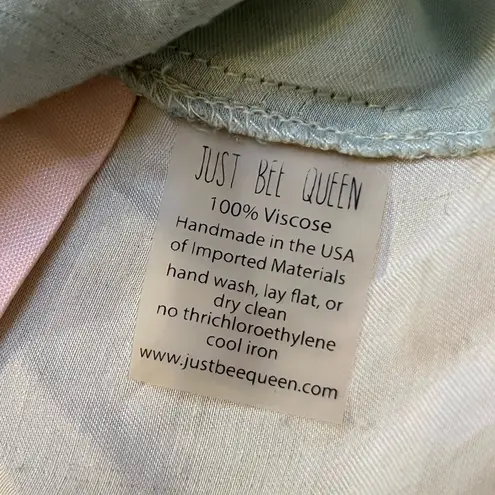 JUST BEE QUEEN
100% Viscose
Handmade in the USA
of Imported Materials
hand wash, lay flat, or
dry clean
no thrichloroethylene
cool iron
www.justbeequeen.com